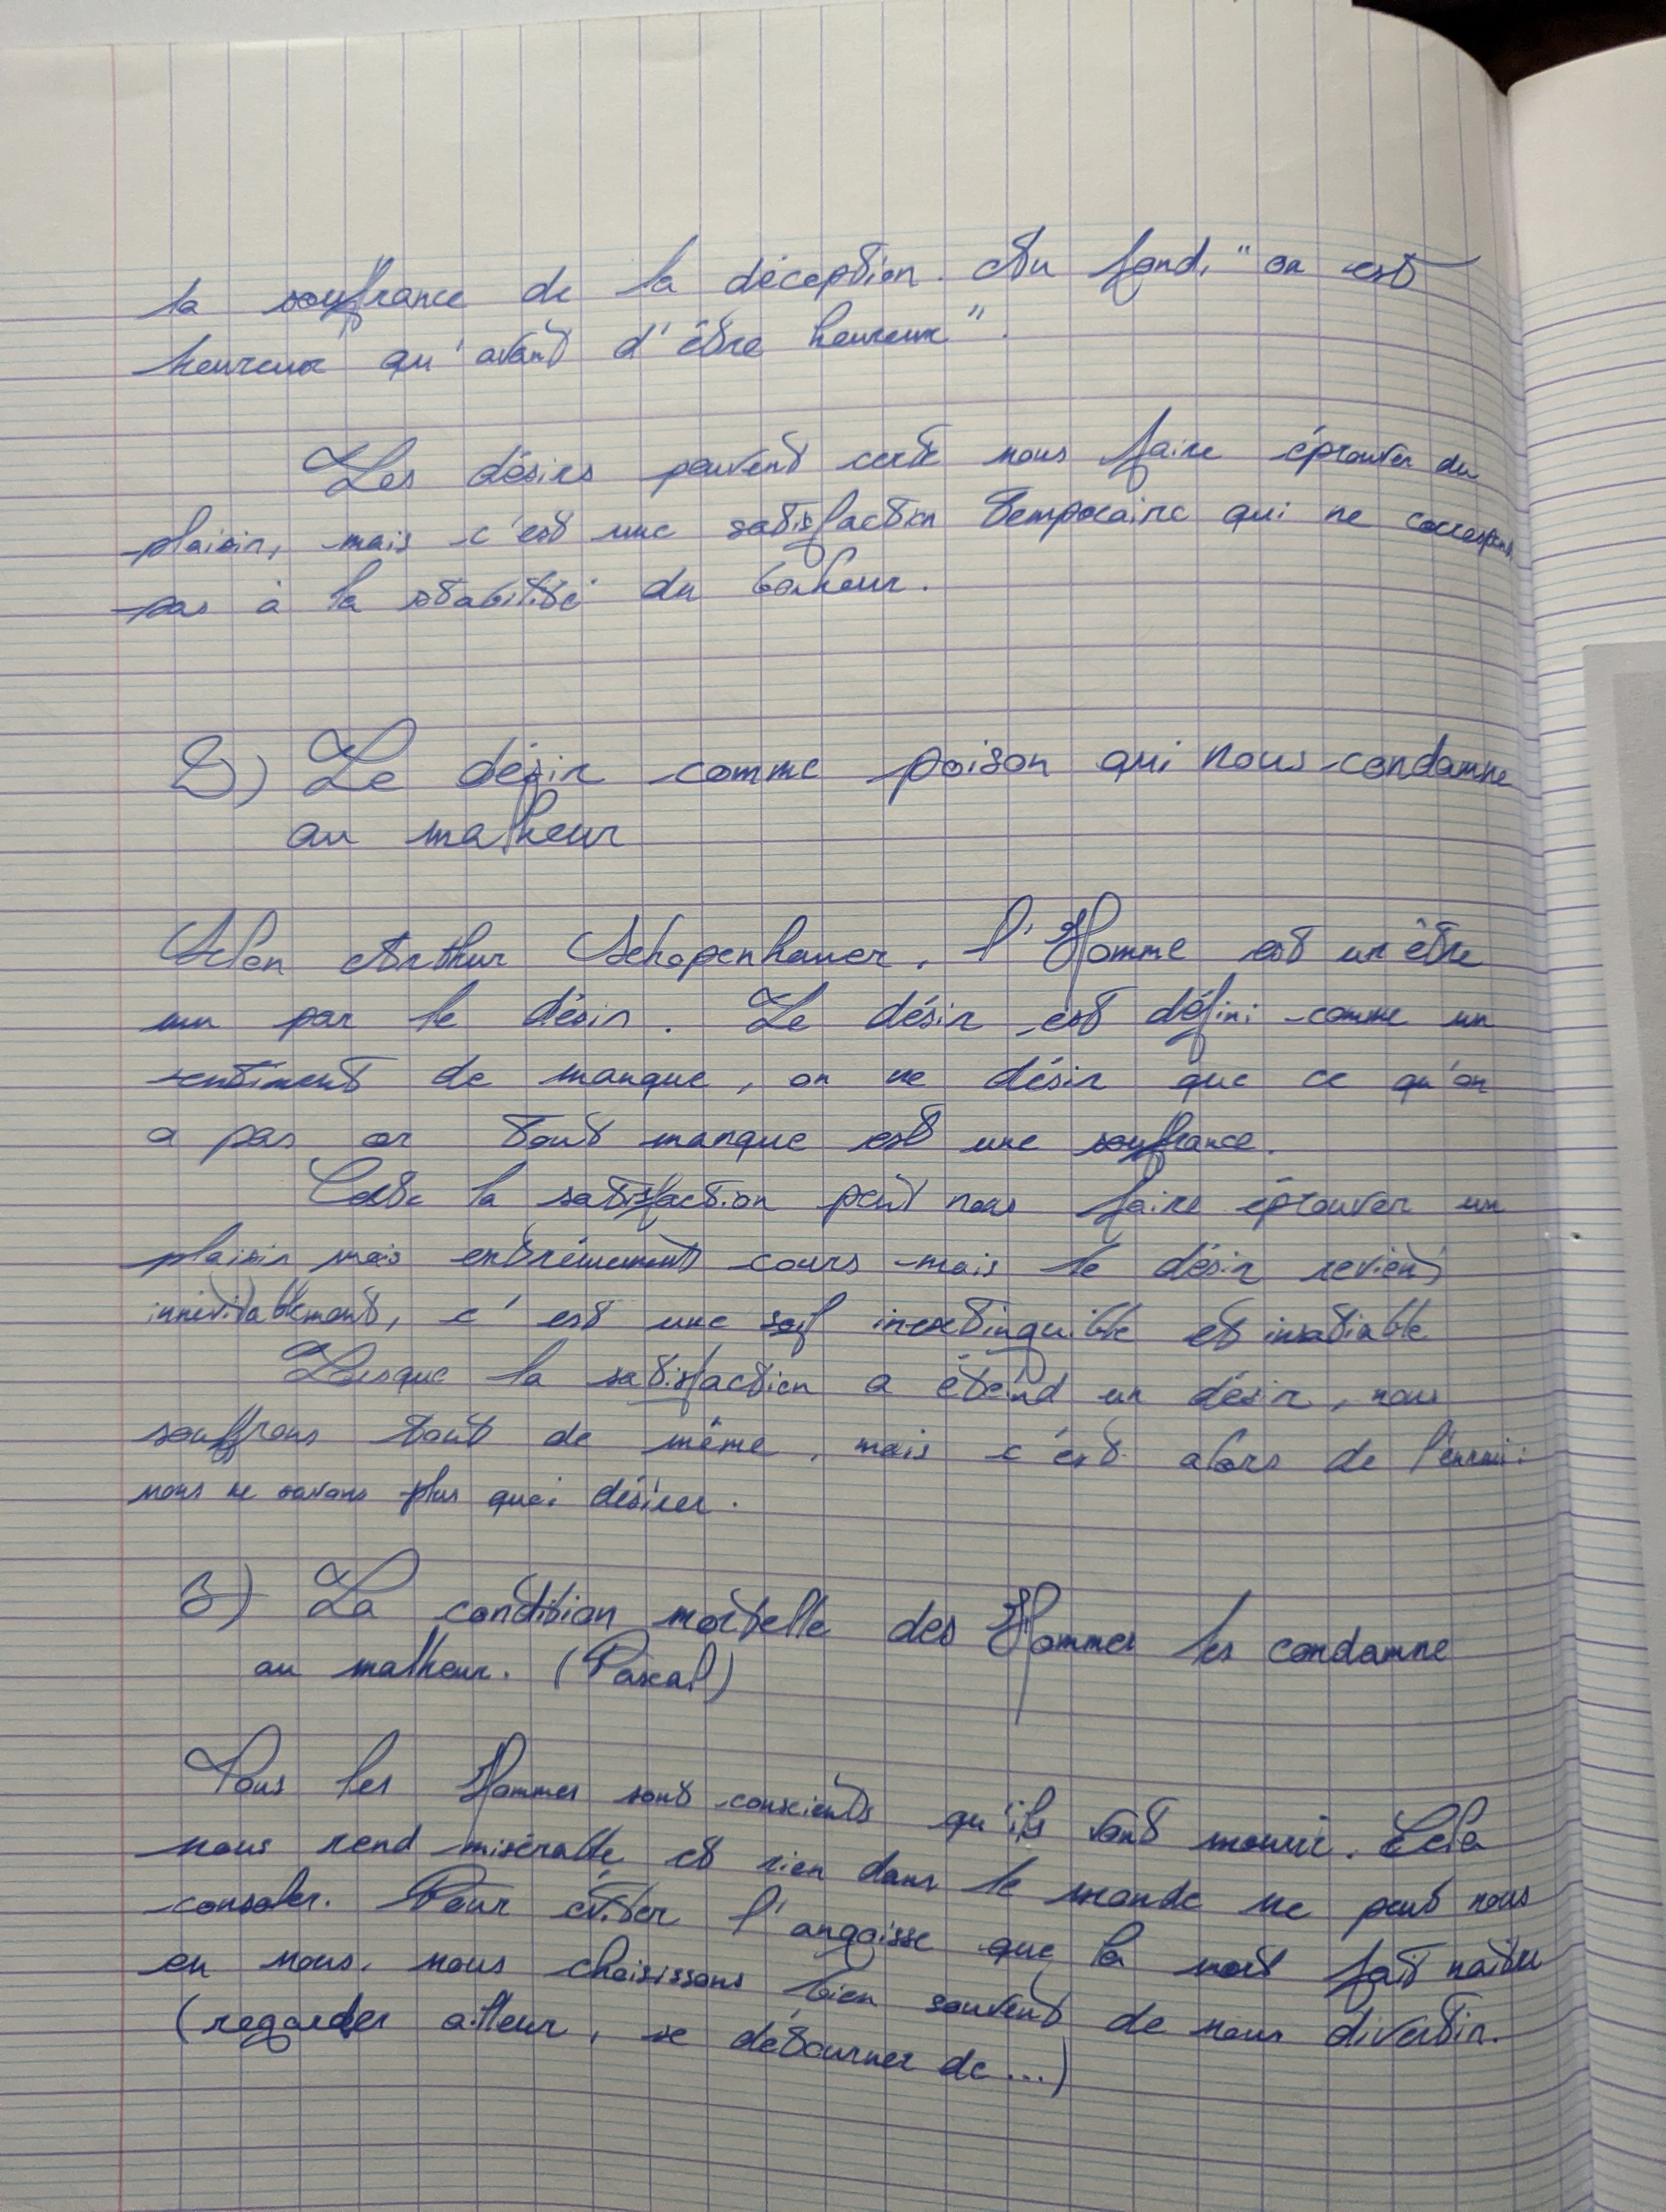 la souffrance de la déception. Au fond, "on est
heureux qu'avant d'être heureux".
Les désirs peuvent certe nous faire éprouver du
plaisir, mais c'est une satisfaction temporaire qui ne correspond
pas à la stabilité du bonheur.
2) Le désir comme poison qui nous condamne
au malheur
Selon Arthur Schopenhauer, l'Homme est un être
mu par le désir. Le désir est défini comme un
sentiment de manque, on ne désir que ce qu'on
a pas or tout manque est une souffrance.
Certe la satisfaction peut nous faire éprouver un
plaisir mais extrêmement cours mais le désir revient
innévitablement, c'est une soif inextinguible et insatiable
Lorsque la satisfaction a éteind un désir, nous
souffrons tout de même, mais c'est alors de l'ennui :
nous ne savons plus quoi désirer.
3) La condition mortelle des Hommes les condamne
au malheur. (Pascal)
Tous les Hommes sont conscients qu'ils vont mourir. Cela
nous rend misérable et rien dans le monde ne peut nous
consoler. Pour éviter l'angoisse que la mort fait naitre
en nous, nous choisissons bien souvent de nous divertir.
(regarder ailleur, se détourner de ...)